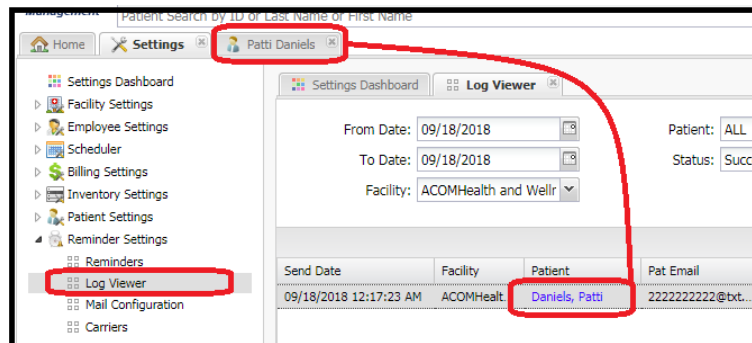 Management Patient Search by ID or Last Name or First Name
Home Settings Patti Daniels
Settings Dashboard
Facility Settings
Employee Settings
Scheduler
Billing Settings
Inventory Settings
Patient Settings
Reminder Settings
Reminders
Log Viewer
Mail Configuration
Carriers
Settings Dashboard Log Viewer
From Date: 09/18/2018 Patient: ALL
To Date: 09/18/2018 Status: Succ
Facility: ACOMHealth and Wellr
Send Date Facility Patient Pat Email
09/18/2018 12:17:23 AM ACOMHealt. Daniels, Patti 2222222222@txt...